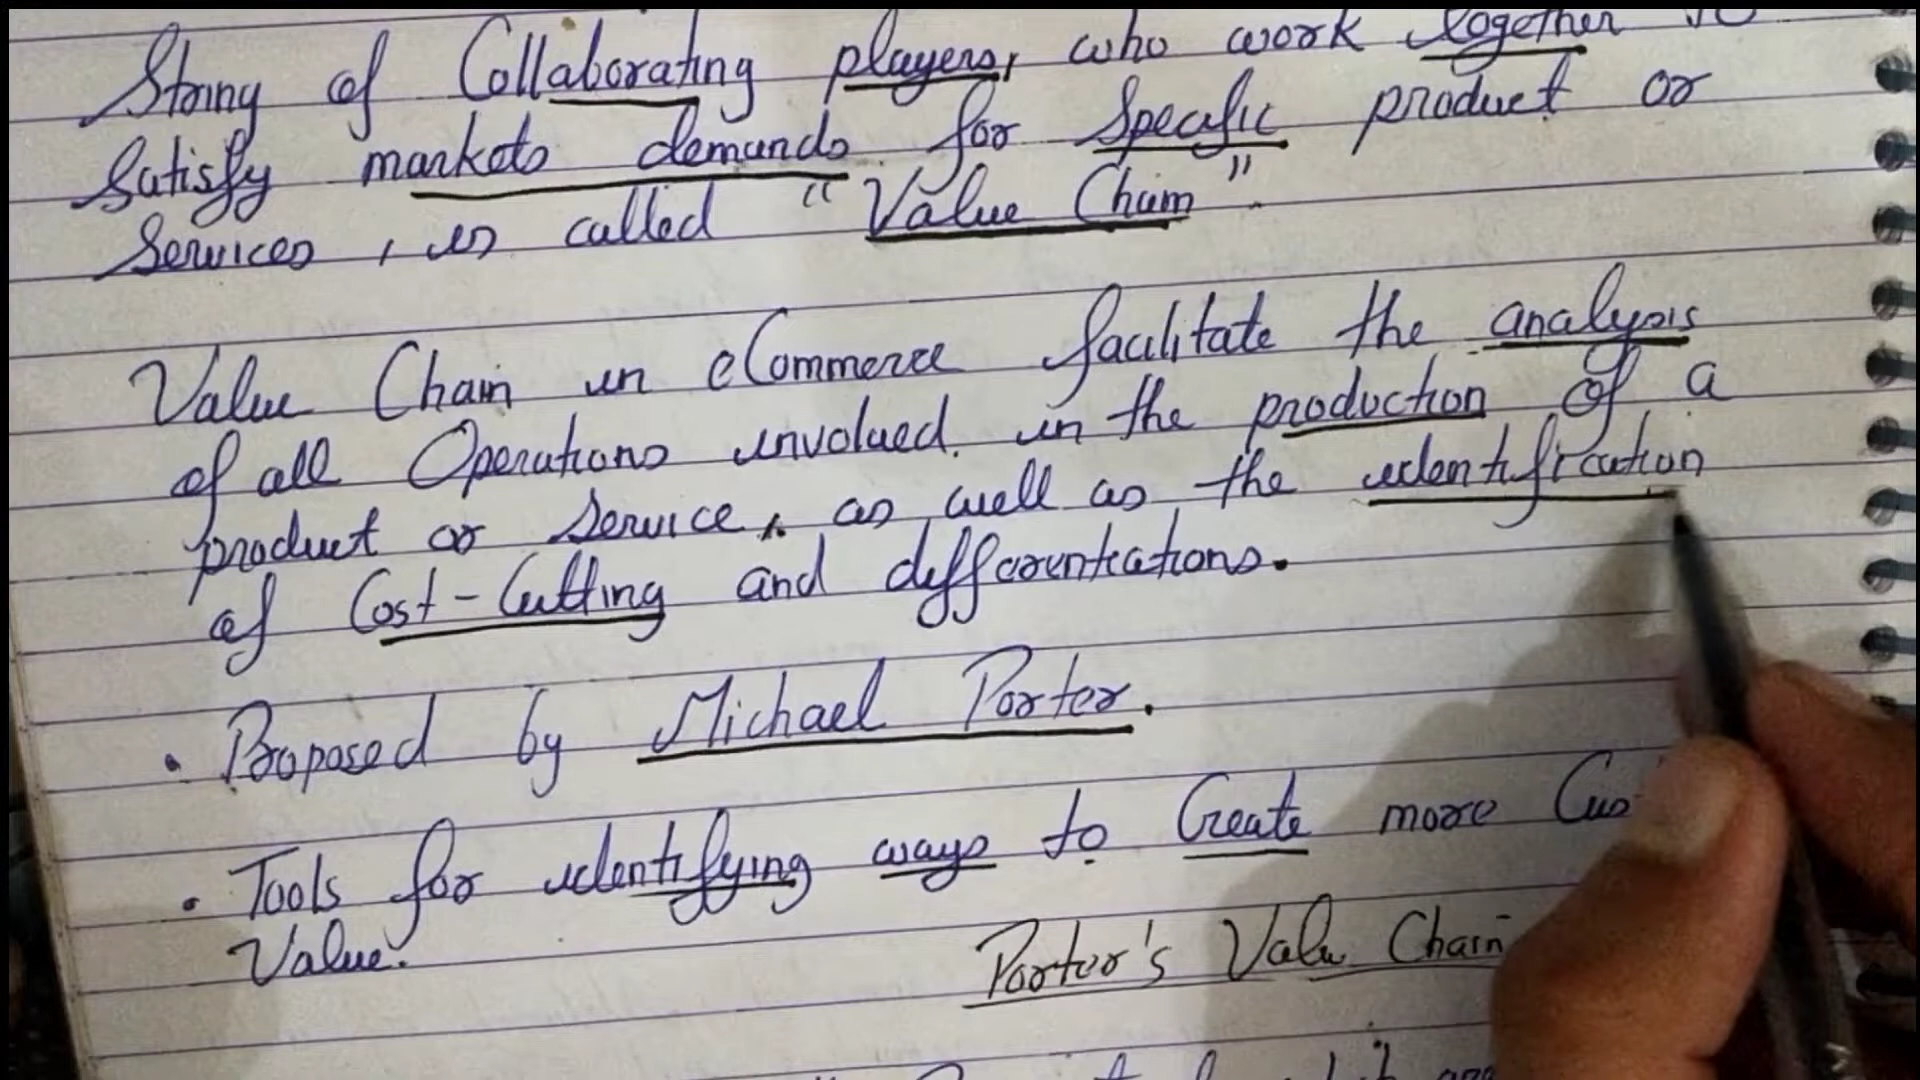 String of Collaborating players, who work together to
Satisfy markets demands for Specific product or
Services, is called "Value Chain".
Value Chain in eCommerce facilitate the analysis
of all Operations involved in the production of a
product or Service, as well as the identification
of Cost-Cutting and differentiations.
• Proposed by Michael Porter.
• Tools for identifying ways to Create more Cus
Value.
Porter's Value Chain